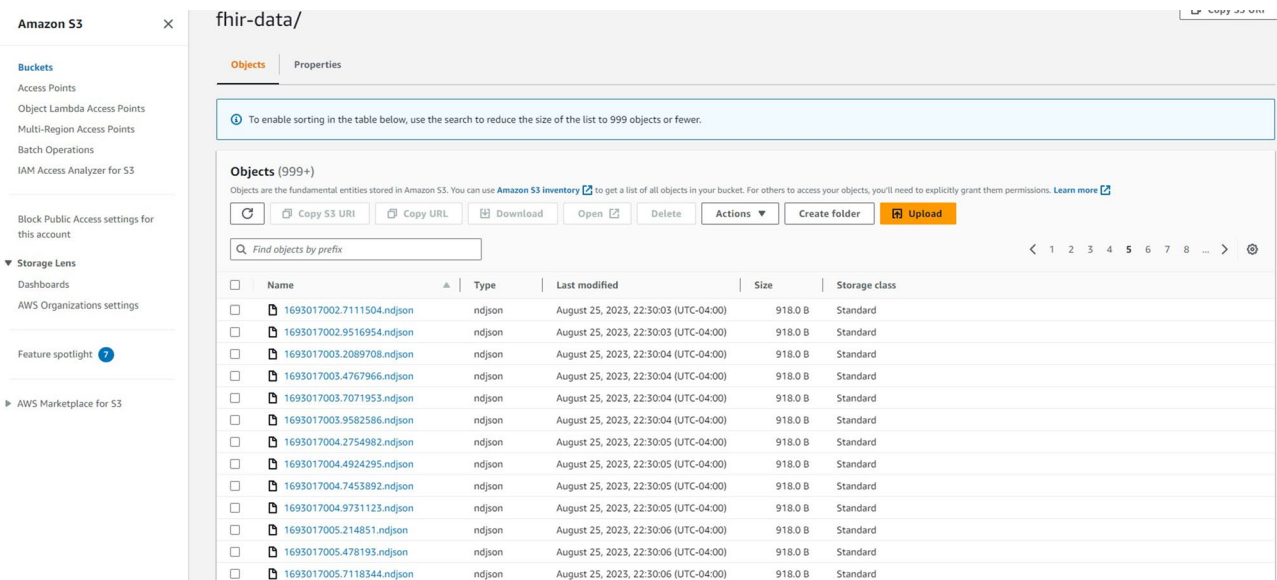 Amazon S3
Buckets
Access Points
Object Lambda Access Points
Multi-Region Access Points
Batch Operations
IAM Access Analyzer for S3
Block Public Access settings for
this account
Storage Lens
Dashboards
AWS Organizations settings
Feature spotlight 7
AWS Marketplace for S3
fhir-data/
Copy S3 URI
Objects Properties
To enable sorting in the table below, use the search to reduce the size of the list to 999 objects or fewer.
Objects (999+)
Objects are the fundamental entities stored in Amazon S3. You can use Amazon S3 inventory to get a list of all objects in your bucket. For others to access your objects, you'll need to explicitly grant them permissions. Learn more
Copy S3 URI Copy URL Download Open Delete Actions Create folder Upload
Find objects by prefix
1 2 3 4 5 6 7 8 ...
Name Type Last modified Size Storage class
1693017002.7111504.ndjson ndjson August 25, 2023, 22:30:03 (UTC-04:00) 918.0 B Standard
1693017002.9516954.ndjson ndjson August 25, 2023, 22:30:03 (UTC-04:00) 918.0 B Standard
1693017003.2089708.ndjson ndjson August 25, 2023, 22:30:04 (UTC-04:00) 918.0 B Standard
1693017003.4767966.ndjson ndjson August 25, 2023, 22:30:04 (UTC-04:00) 918.0 B Standard
1693017003.7071953.ndjson ndjson August 25, 2023, 22:30:04 (UTC-04:00) 918.0 B Standard
1693017003.9582586.ndjson ndjson August 25, 2023, 22:30:04 (UTC-04:00) 918.0 B Standard
1693017004.2754982.ndjson ndjson August 25, 2023, 22:30:05 (UTC-04:00) 918.0 B Standard
1693017004.4924295.ndjson ndjson August 25, 2023, 22:30:05 (UTC-04:00) 918.0 B Standard
1693017004.7453892.ndjson ndjson August 25, 2023, 22:30:05 (UTC-04:00) 918.0 B Standard
1693017004.9731123.ndjson ndjson August 25, 2023, 22:30:05 (UTC-04:00) 918.0 B Standard
1693017005.214851.ndjson ndjson August 25, 2023, 22:30:06 (UTC-04:00) 918.0 B Standard
1693017005.478193.ndjson ndjson August 25, 2023, 22:30:06 (UTC-04:00) 918.0 B Standard
1693017005.7118344.ndjson ndjson August 25, 2023, 22:30:06 (UTC-04:00) 918.0 B Standard